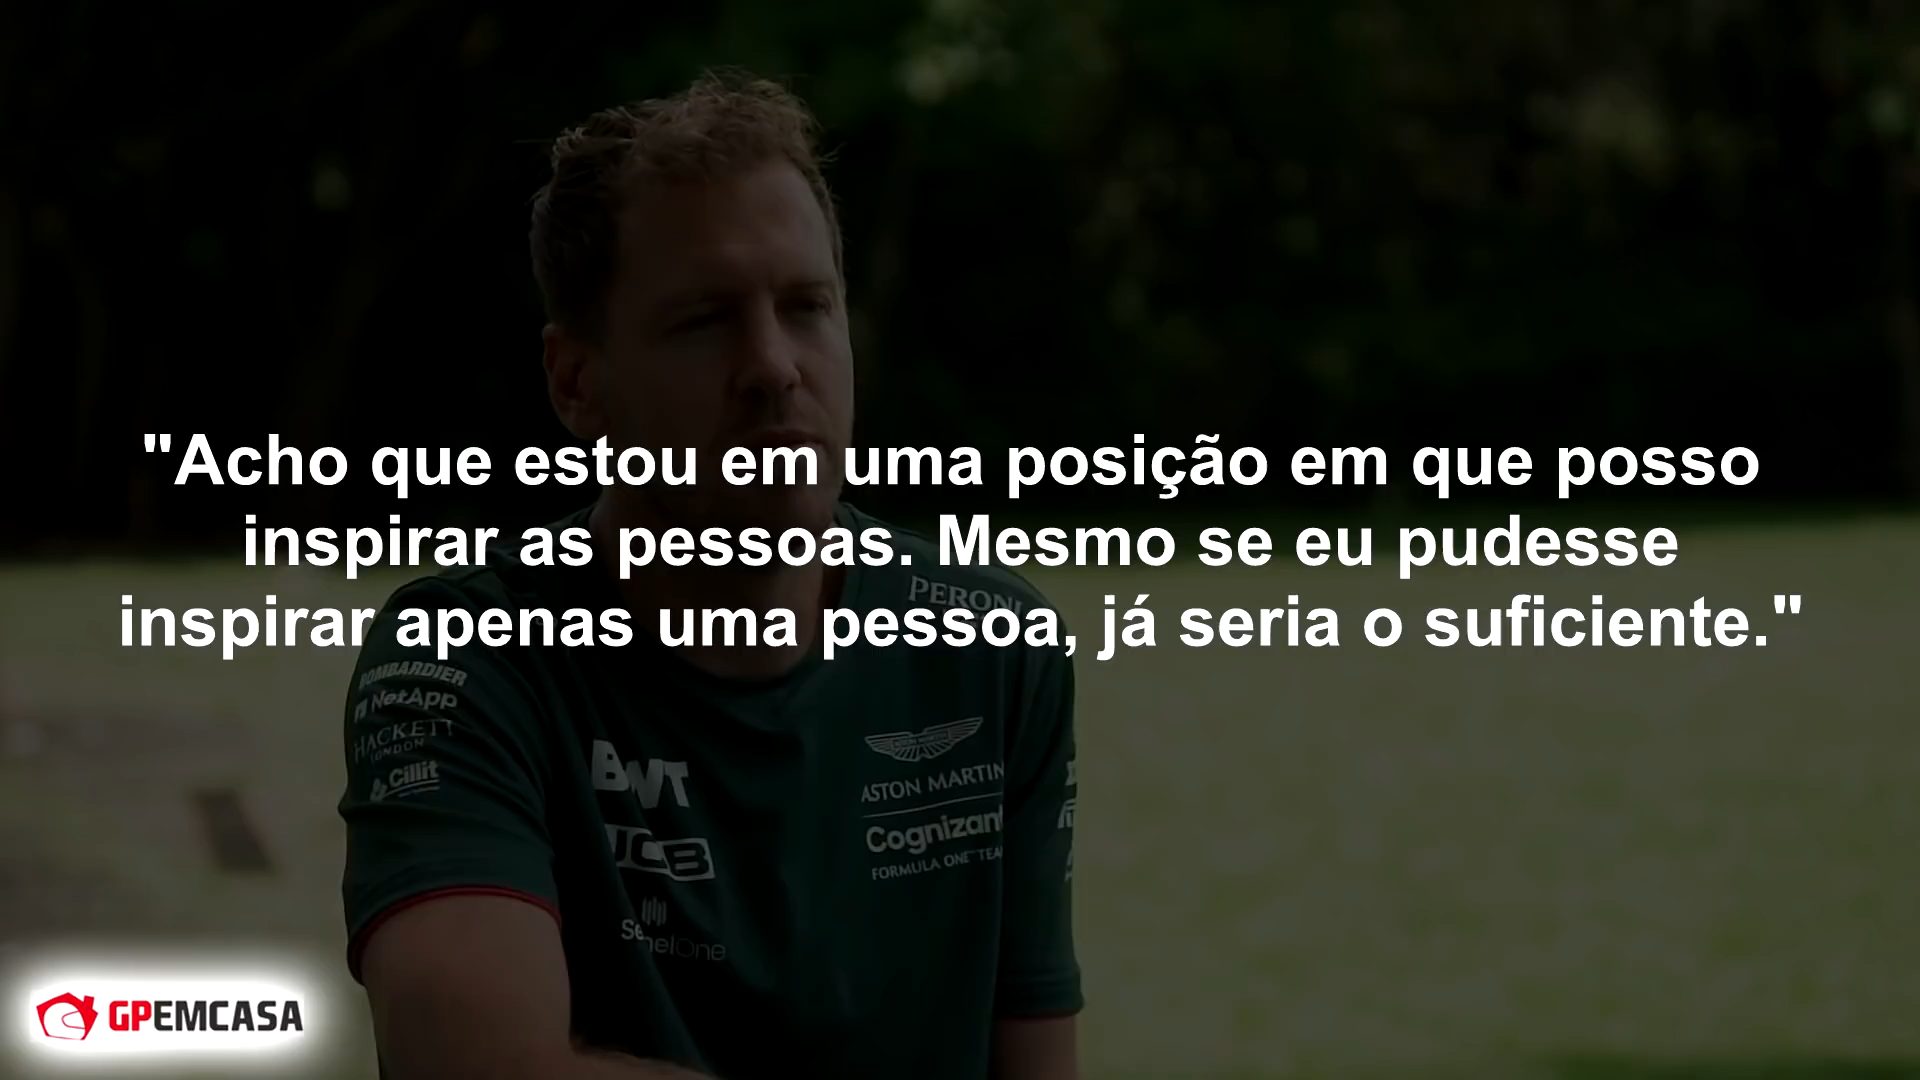 "Acho que estou em uma posição em que posso
inspirar as pessoas. Mesmo se eu pudesse
inspirar apenas uma pessoa, já seria o suficiente."
PERONI
BOMBARDIER
NetApp
HACKETT
LONDON
Cillit
BWT
JCB
ASTON MARTIN
Cognizant
FORMULA ONE TEAM
SentinelOne
GPEMCASA